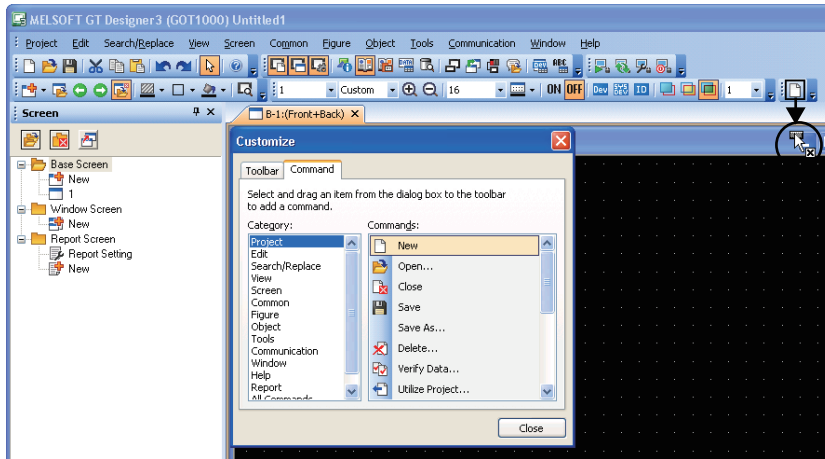 MELSOFT GT Designer3 (GOT1000) Untitled1
Project Edit Search/Replace View Screen Common Figure Object Tools Communication Window Help
1 Custom 16 ON OFF Dev ID 1
Screen
B-1:(Front+Back)
Base Screen
New
1
Window Screen
New
Report Screen
Report Setting
New
Customize
Toolbar Command
Select and drag an item from the dialog box to the toolbar
to add a command.
Category: Commands:
Project
Edit
Search/Replace
View
Screen
Common
Figure
Object
Tools
Communication
Window
Help
Report
All Commands
New
Open...
Close
Save
Save As...
Delete...
Verify Data...
Utilize Project...
Close